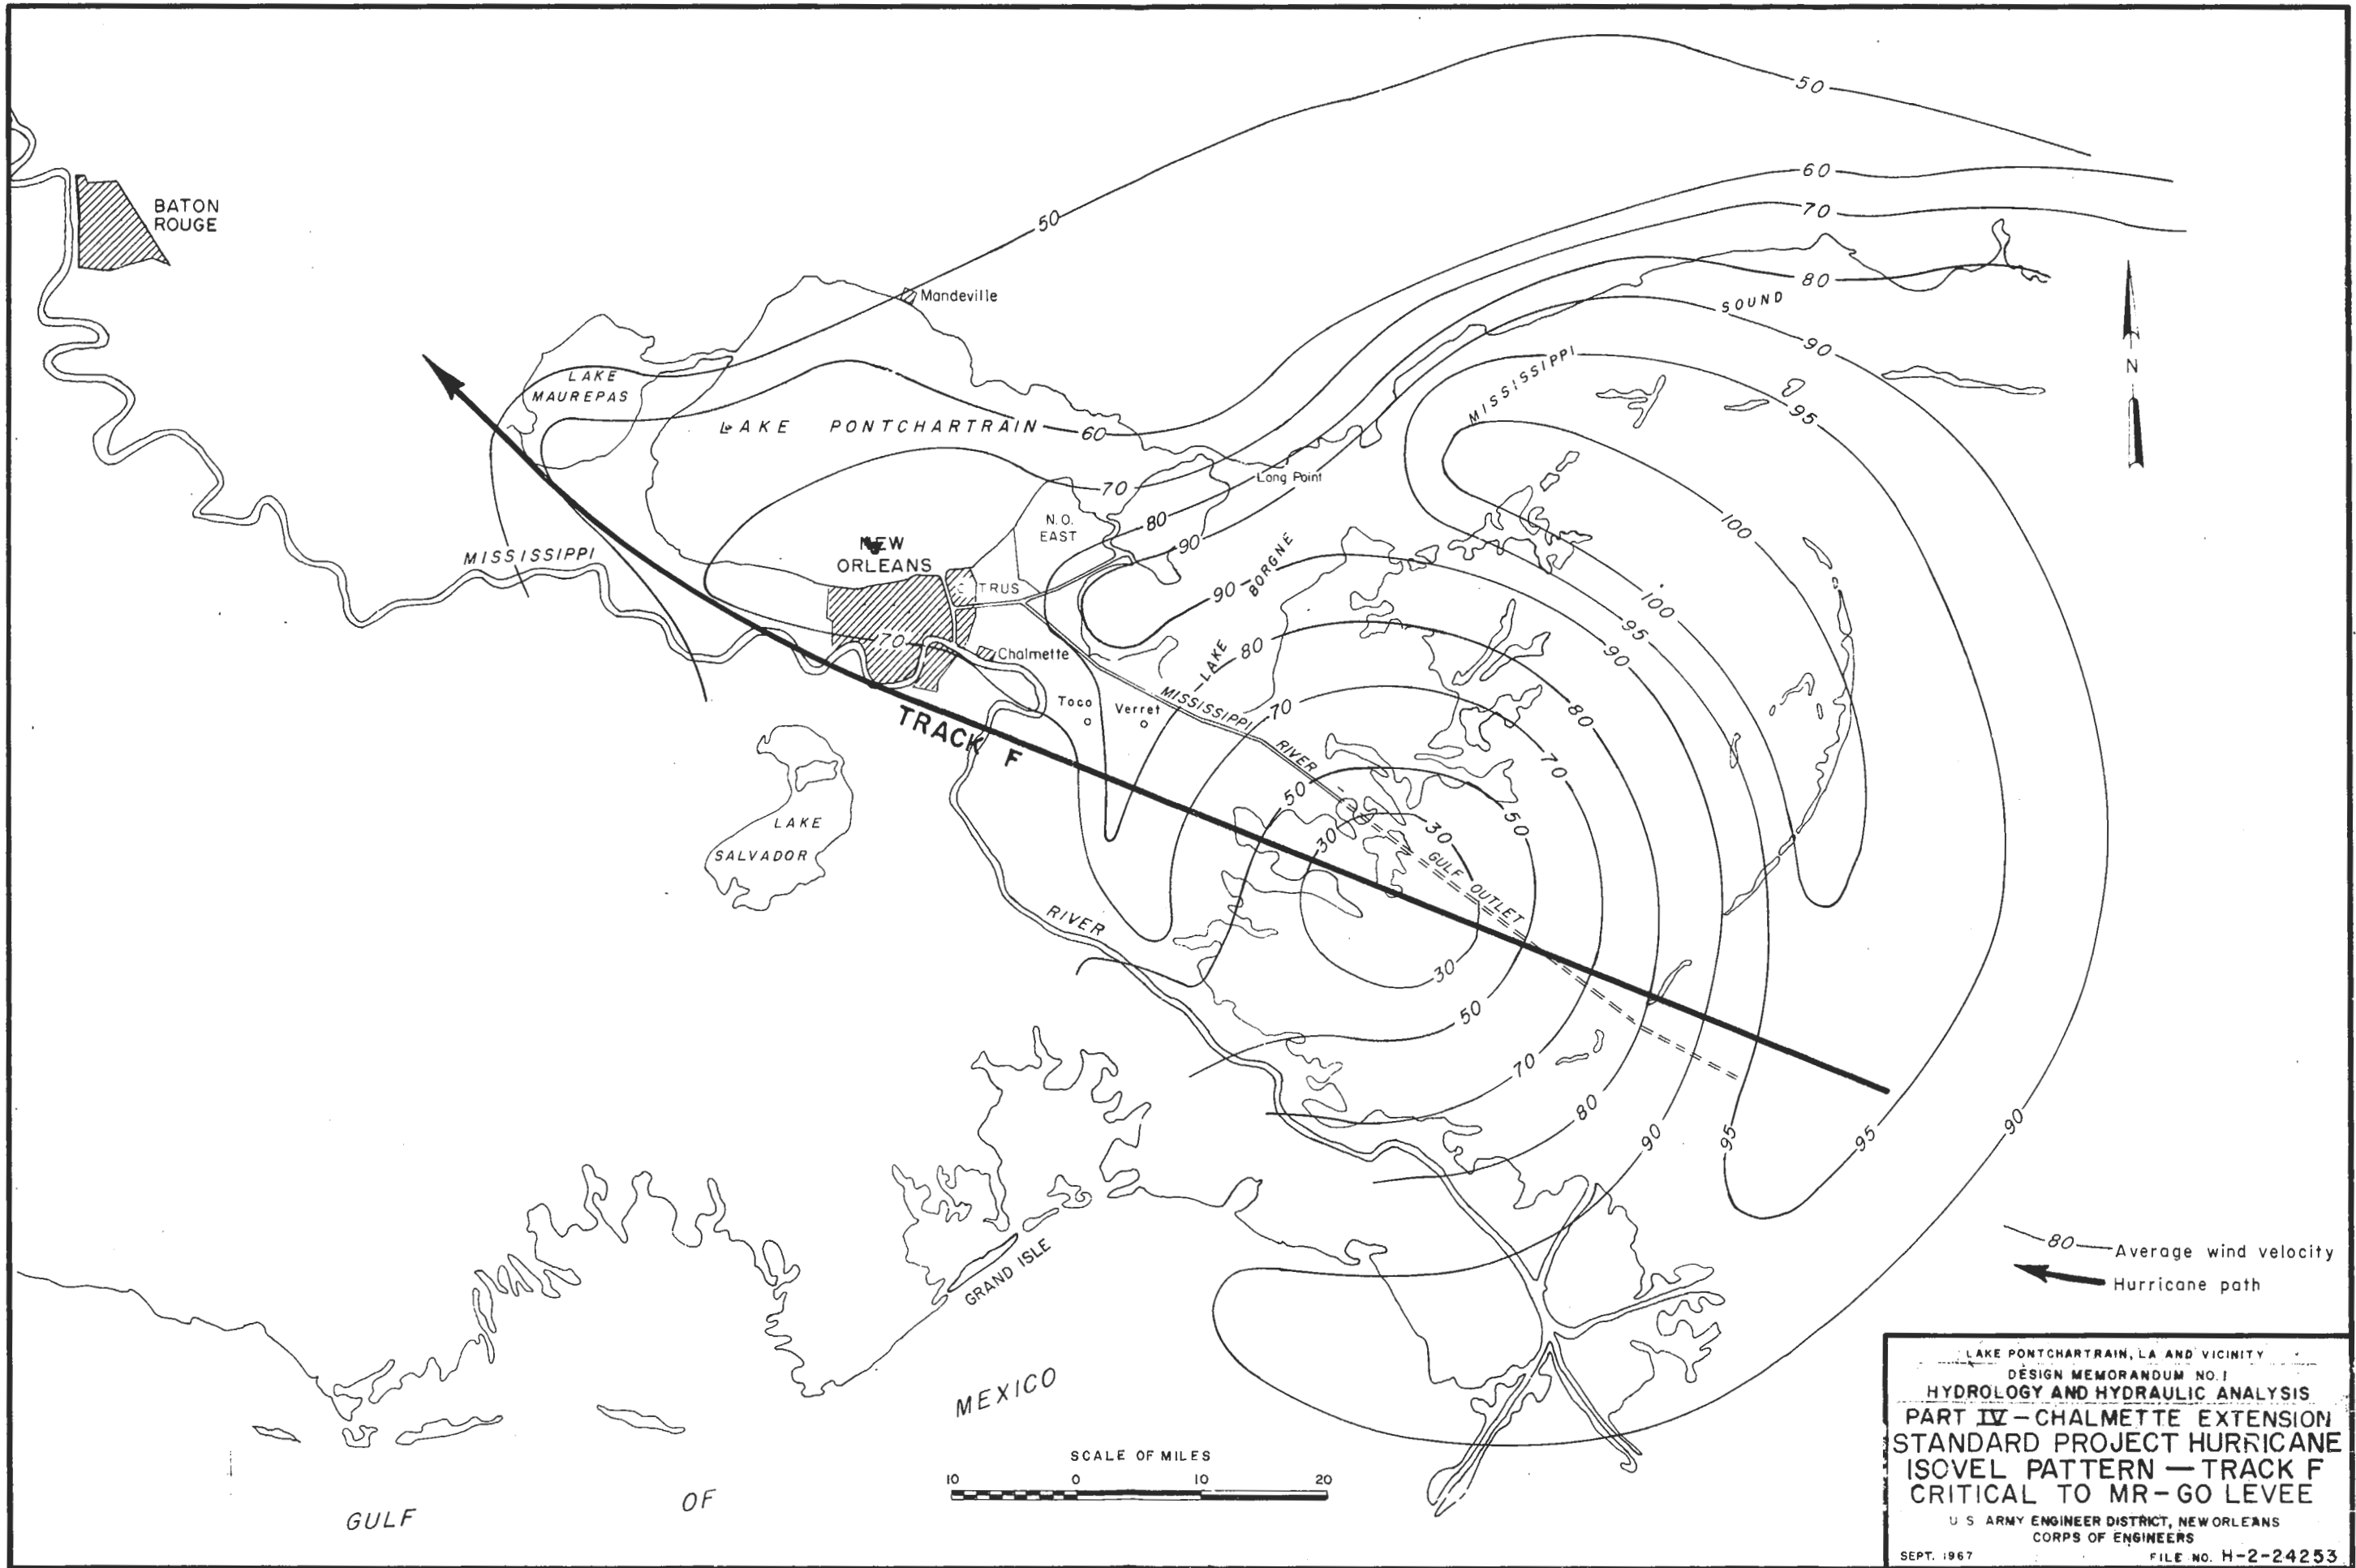 50
60
70
80
SOUND
90
BATON
ROUGE
50
Mandeville
N
MISSISSIPPI
95
LAKE
MAUREPAS
LAKE PONTCHARTRAIN
60
70
Long Point
100
80
N.O.
EAST
90
NEW
ORLEANS
MISSISSIPPI
TRUS
90
LAKE BORGNE
100
95
90
70
Chalmette
80
Toco
Verret
MISSISSIPPI
70
80
TRACK F
RIVER
70
50
50
30
30
GULF OUTLET
LAKE
SALVADOR
RIVER
30
50
70
80
90
95
95
90
GRAND ISLE
80 Average wind velocity
Hurricane path
MEXICO
SCALE OF MILES
10 0 10 20
GULF
OF
LAKE PONTCHARTRAIN, LA AND VICINITY
DESIGN MEMORANDUM NO. 1
HYDROLOGY AND HYDRAULIC ANALYSIS
PART IV - CHALMETTE EXTENSION
STANDARD PROJECT HURRICANE
ISOVEL PATTERN — TRACK F
CRITICAL TO MR-GO LEVEE
U S ARMY ENGINEER DISTRICT, NEW ORLEANS
CORPS OF ENGINEERS
SEPT. 1967 FILE NO. H-2-24253